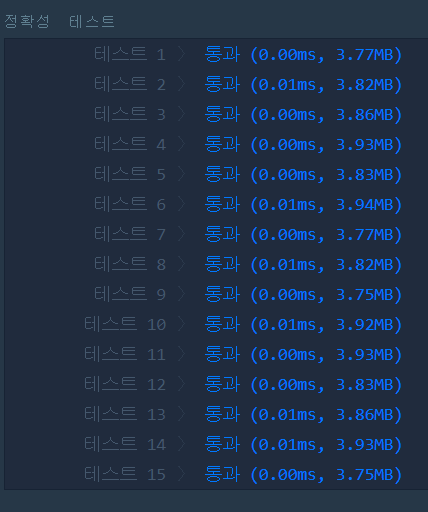 정확성 테스트
테스트 1 〉 통과 (0.00ms, 3.77MB)
테스트 2 〉 통과 (0.01ms, 3.82MB)
테스트 3 〉 통과 (0.00ms, 3.86MB)
테스트 4 〉 통과 (0.00ms, 3.93MB)
테스트 5 〉 통과 (0.00ms, 3.83MB)
테스트 6 〉 통과 (0.01ms, 3.94MB)
테스트 7 〉 통과 (0.00ms, 3.77MB)
테스트 8 〉 통과 (0.01ms, 3.82MB)
테스트 9 〉 통과 (0.00ms, 3.75MB)
테스트 10 〉 통과 (0.01ms, 3.92MB)
테스트 11 〉 통과 (0.00ms, 3.93MB)
테스트 12 〉 통과 (0.00ms, 3.83MB)
테스트 13 〉 통과 (0.01ms, 3.86MB)
테스트 14 〉 통과 (0.01ms, 3.93MB)
테스트 15 〉 통과 (0.00ms, 3.75MB)